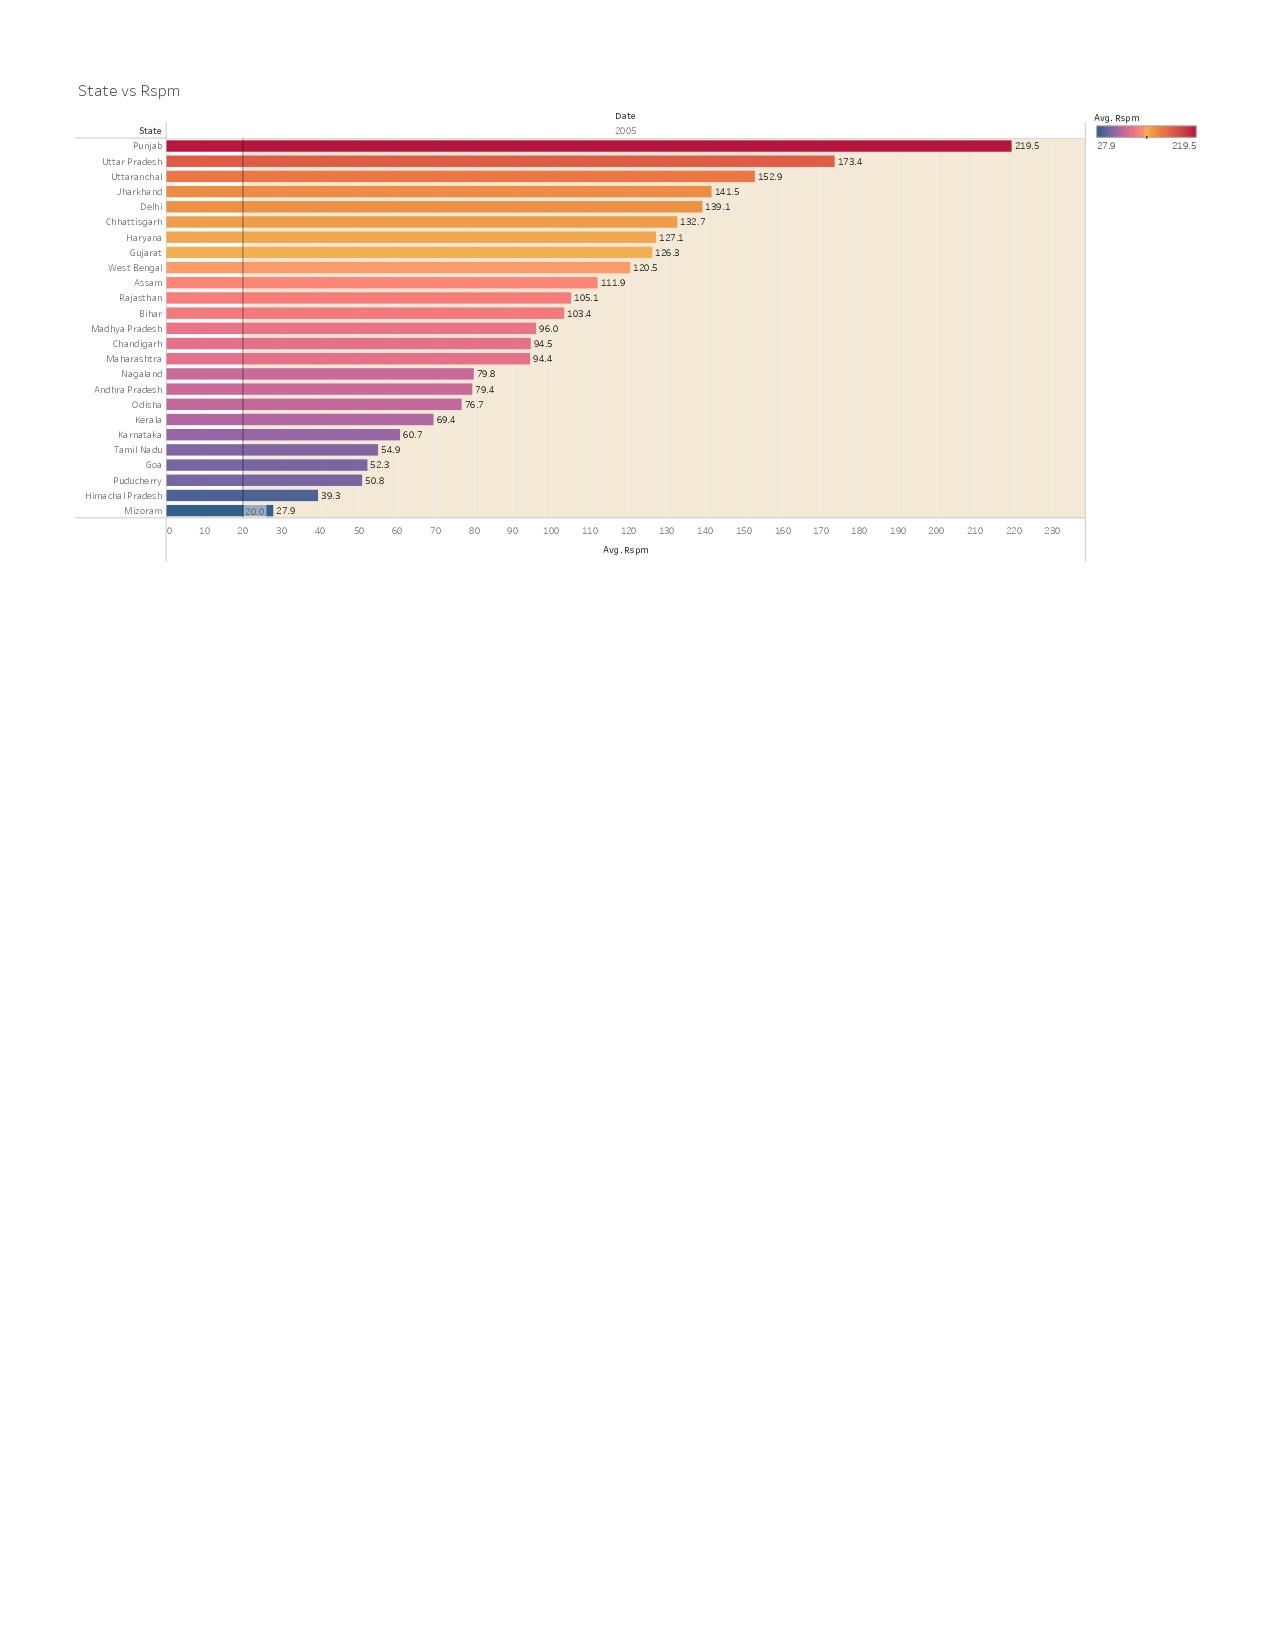 State vs Rspm
Date
State 2005
Punjab 219.5
Uttar Pradesh 173.4
Uttaranchal 152.9
Jharkhand 141.5
Delhi 139.1
Chhattisgarh 132.7
Haryana 127.1
Gujarat 126.3
West Bengal 120.5
Assam 111.9
Rajasthan 105.1
Bihar 103.4
Madhya Pradesh 96.0
Chandigarh 94.5
Maharashtra 94.4
Nagaland 79.8
Andhra Pradesh 79.4
Odisha 76.7
Kerala 69.4
Karnataka 60.7
Tamil Nadu 54.9
Goa 52.3
Puducherry 50.8
Himachal Pradesh 39.3
Mizoram 20.0 27.9
0 10 20 30 40 50 60 70 80 90 100 110 120 130 140 150 160 170 180 190 200 210 220 230
Avg. Rspm
Avg. Rspm
27.9 219.5